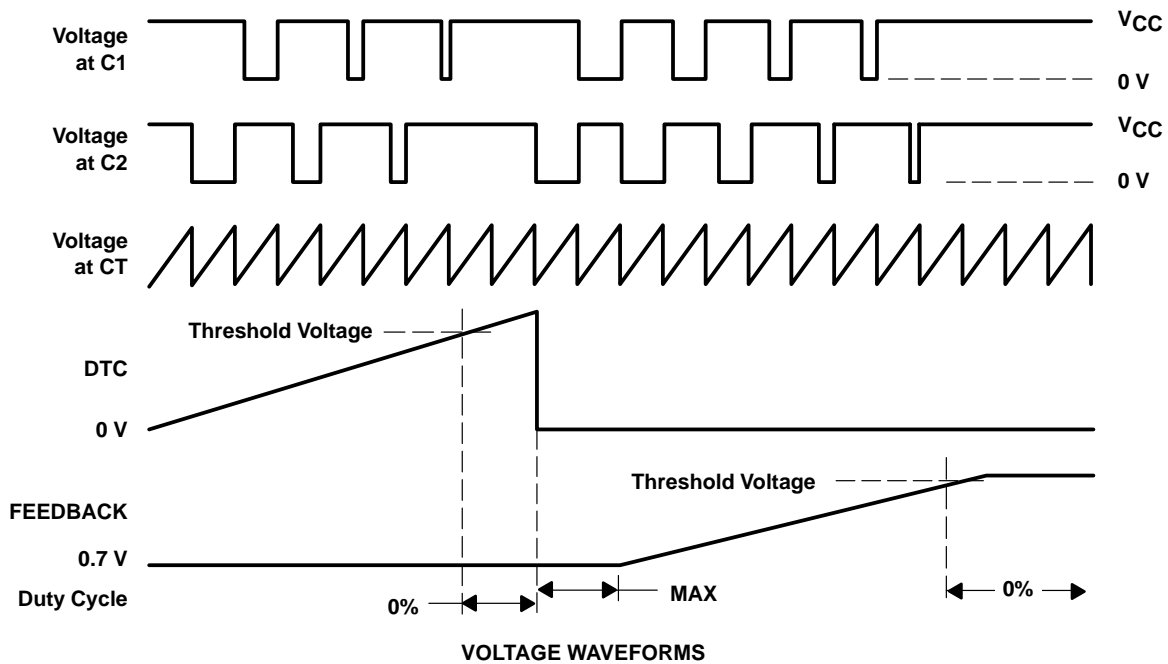 Voltage
at C1
VCC
0 V
Voltage
at C2
VCC
0 V
Voltage
at CT
Threshold Voltage
DTC
0 V
Threshold Voltage
FEEDBACK
0.7 V
Duty Cycle
0%
MAX
0%
VOLTAGE WAVEFORMS